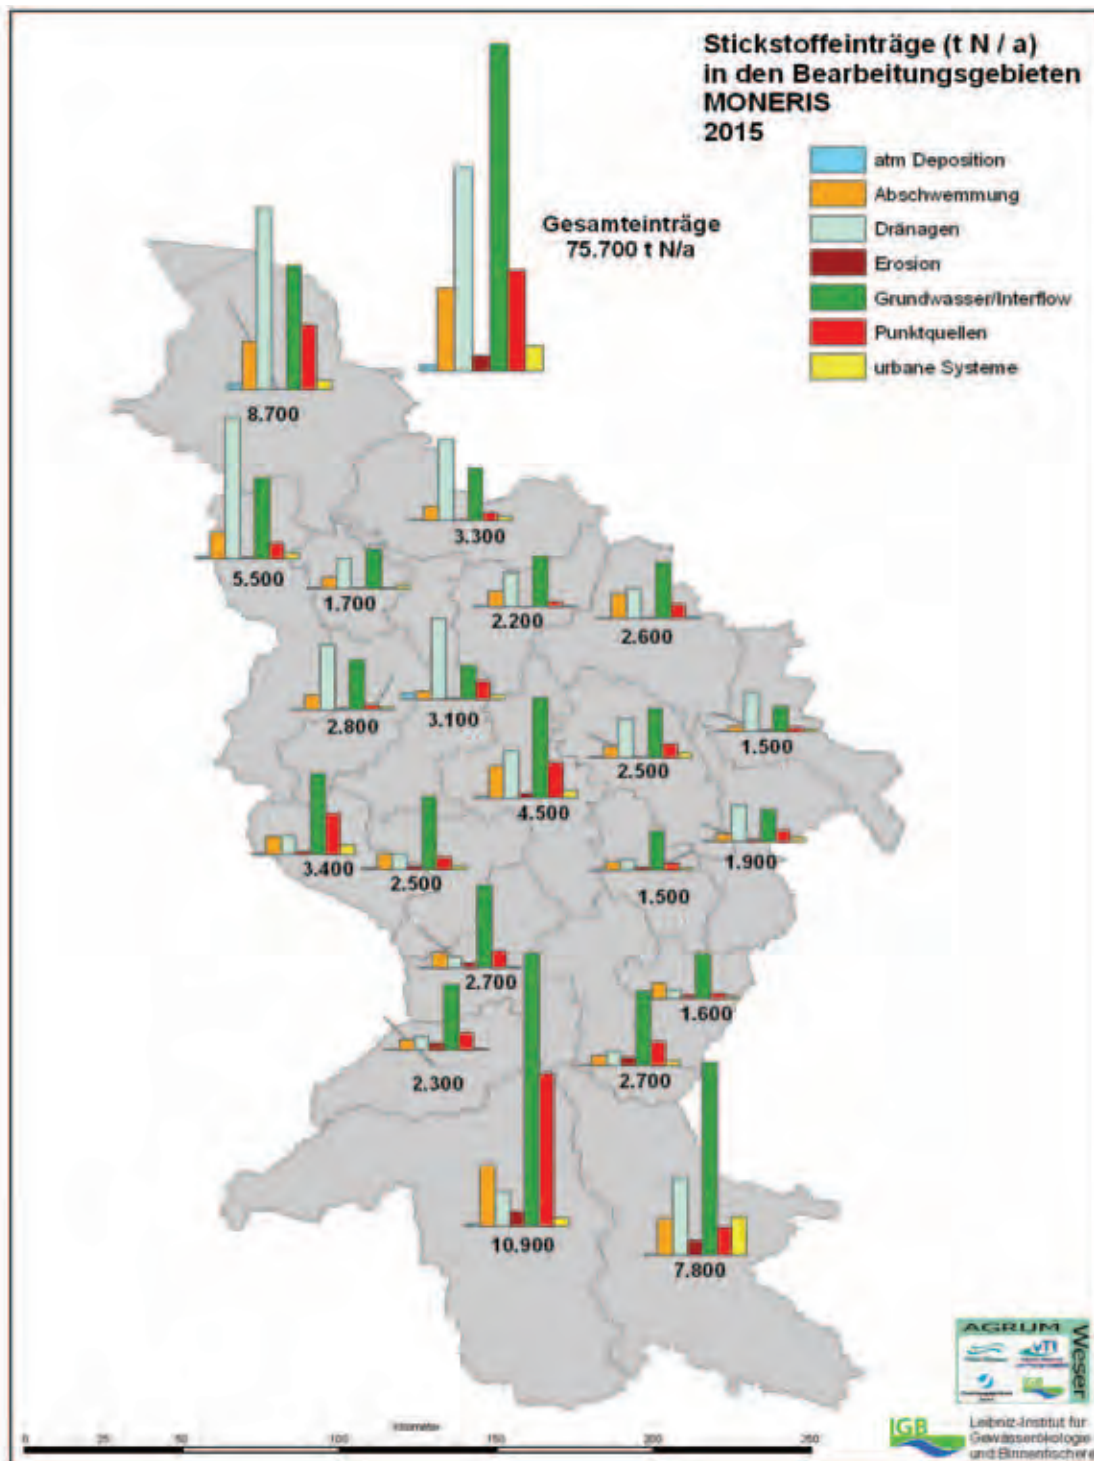 Stickstoffeinträge (t N / a)
in den Bearbeitungsgebieten
MONERIS
2015
atm Deposition
Abschwemmung
Dränagen
Erosion
Grundwasser/Interflow
Punktquellen
urbane Systeme
Gesamteinträge
75.700 t N/a
8.700
3.300
5.500
1.700
2.200
2.600
2.800
3.100
1.500
2.500
4.500
1.900
3.400
2.500
1.500
2.700
1.600
2.300
2.700
10.900
7.800
AGRUM
Weser
vTI
IGB
IGB
Leibniz-Institut für
Gewässerökologie
und Binnenfischere
Kilometer
0 25 50 100 150 200 250